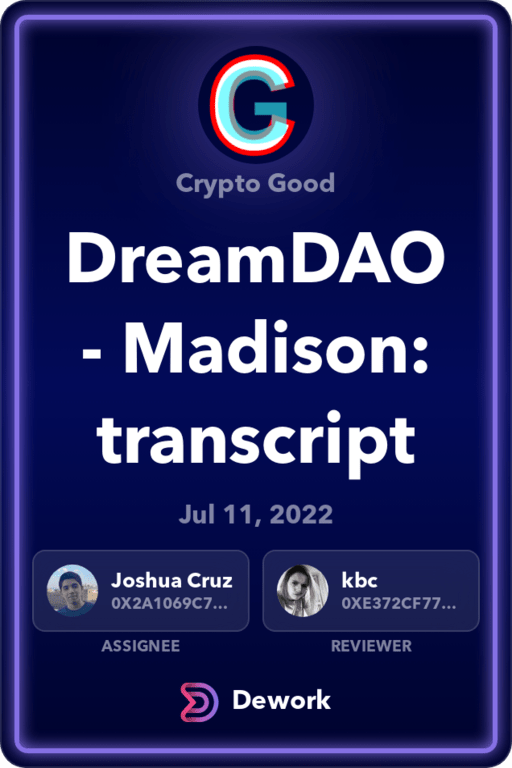 G
Crypto Good
DreamDAO
- Madison:
transcript
Jul 11, 2022
Joshua Cruz
0X2A1069C7...
kbc
0XE372CF77...
ASSIGNEE
REVIEWER
Dework